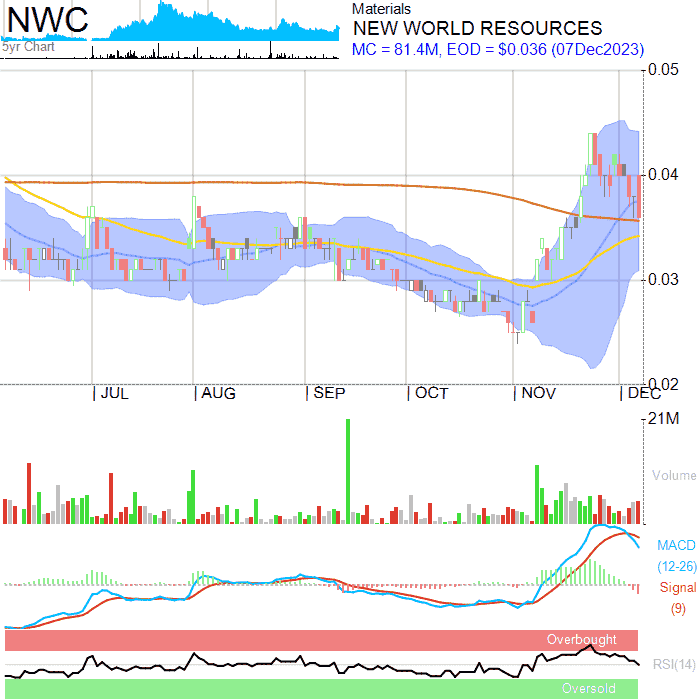 NWC
5yr Chart
Materials
NEW WORLD RESOURCES
MC = 81.4M, EOD = $0.036 (07Dec2023)
0.05
0.04
0.03
0.02
JUL
AUG
SEP
OCT
NOV
DEC
21M
Volume
MACD
(12-26)
Signal
(9)
Overbought
RSI(14)
Oversold